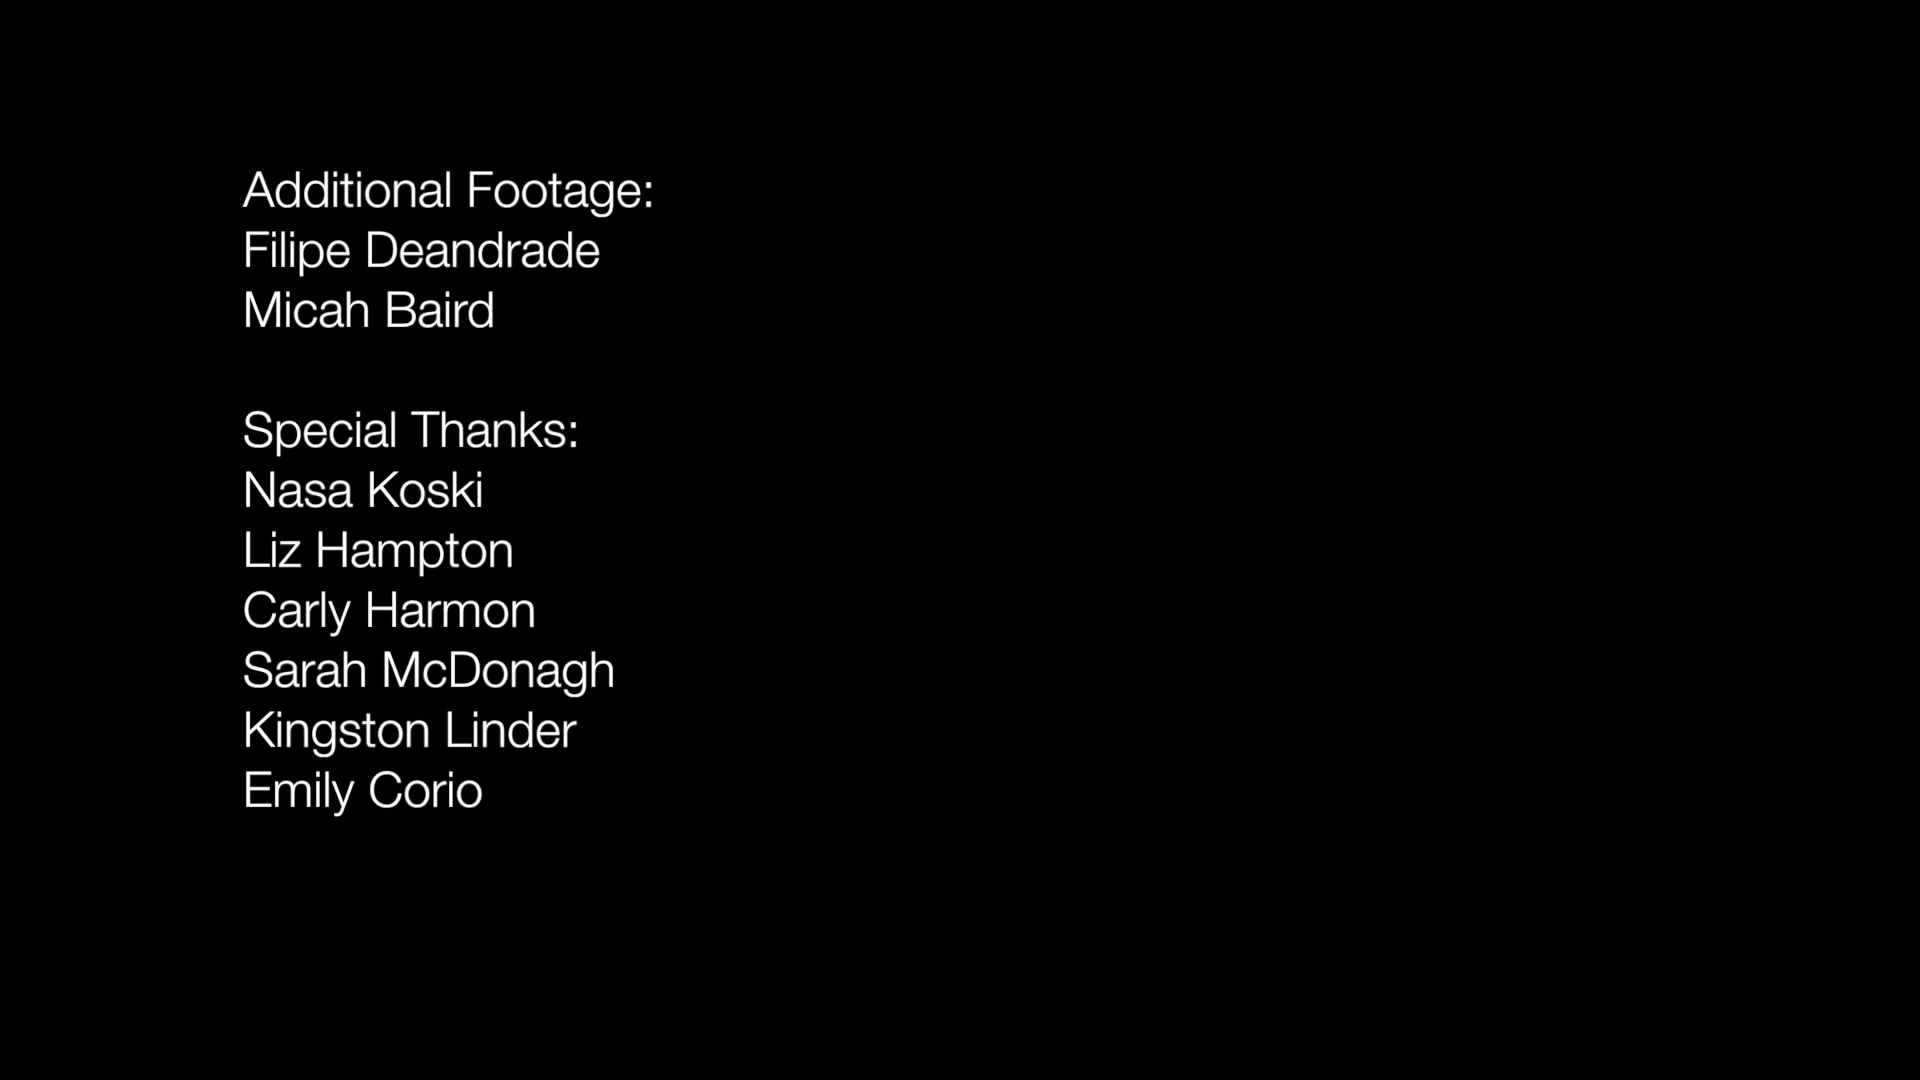 Additional Footage:
Filipe Deandrade
Micah Baird
Special Thanks:
Nasa Koski
Liz Hampton
Carly Harmon
Sarah McDonagh
Kingston Linder
Emily Corio